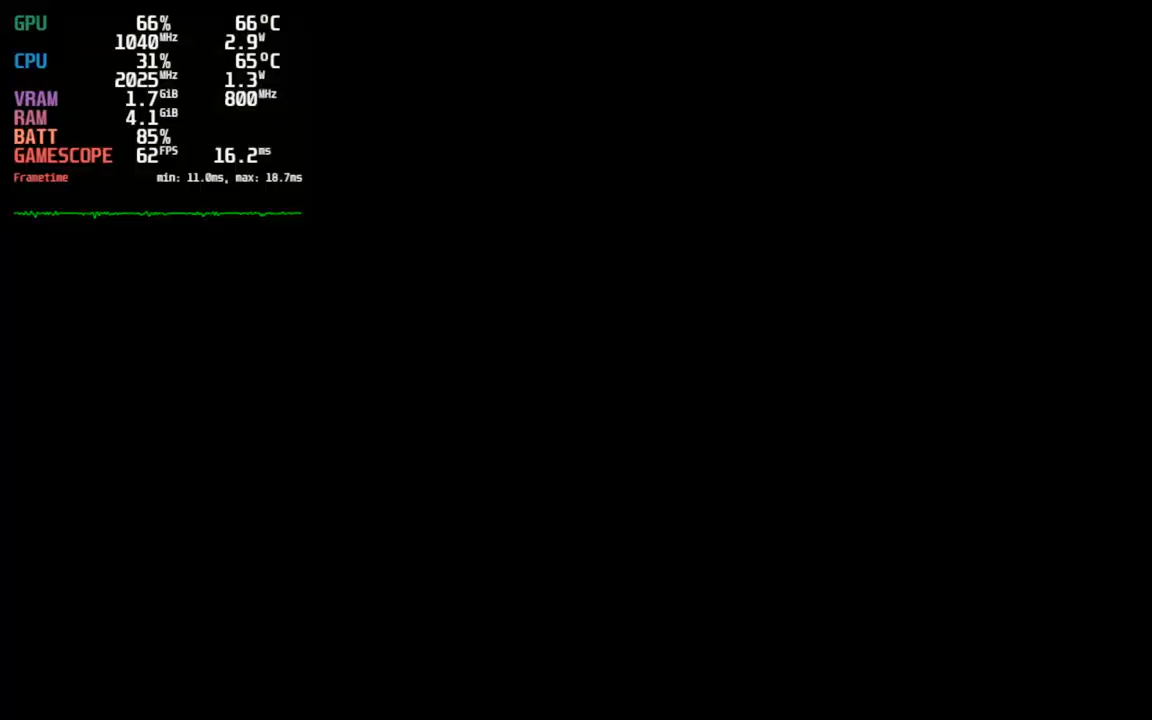 GPU 66% 66°C
1040MHz 2.9W
CPU 31% 65°C
2025MHz 1.3W
VRAM 1.7GiB 800MHz
RAM 4.1GiB
BATT 85%
GAMESCOPE 62FPS 16.2ms
Frametime min: 11.0ms, max: 18.7ms